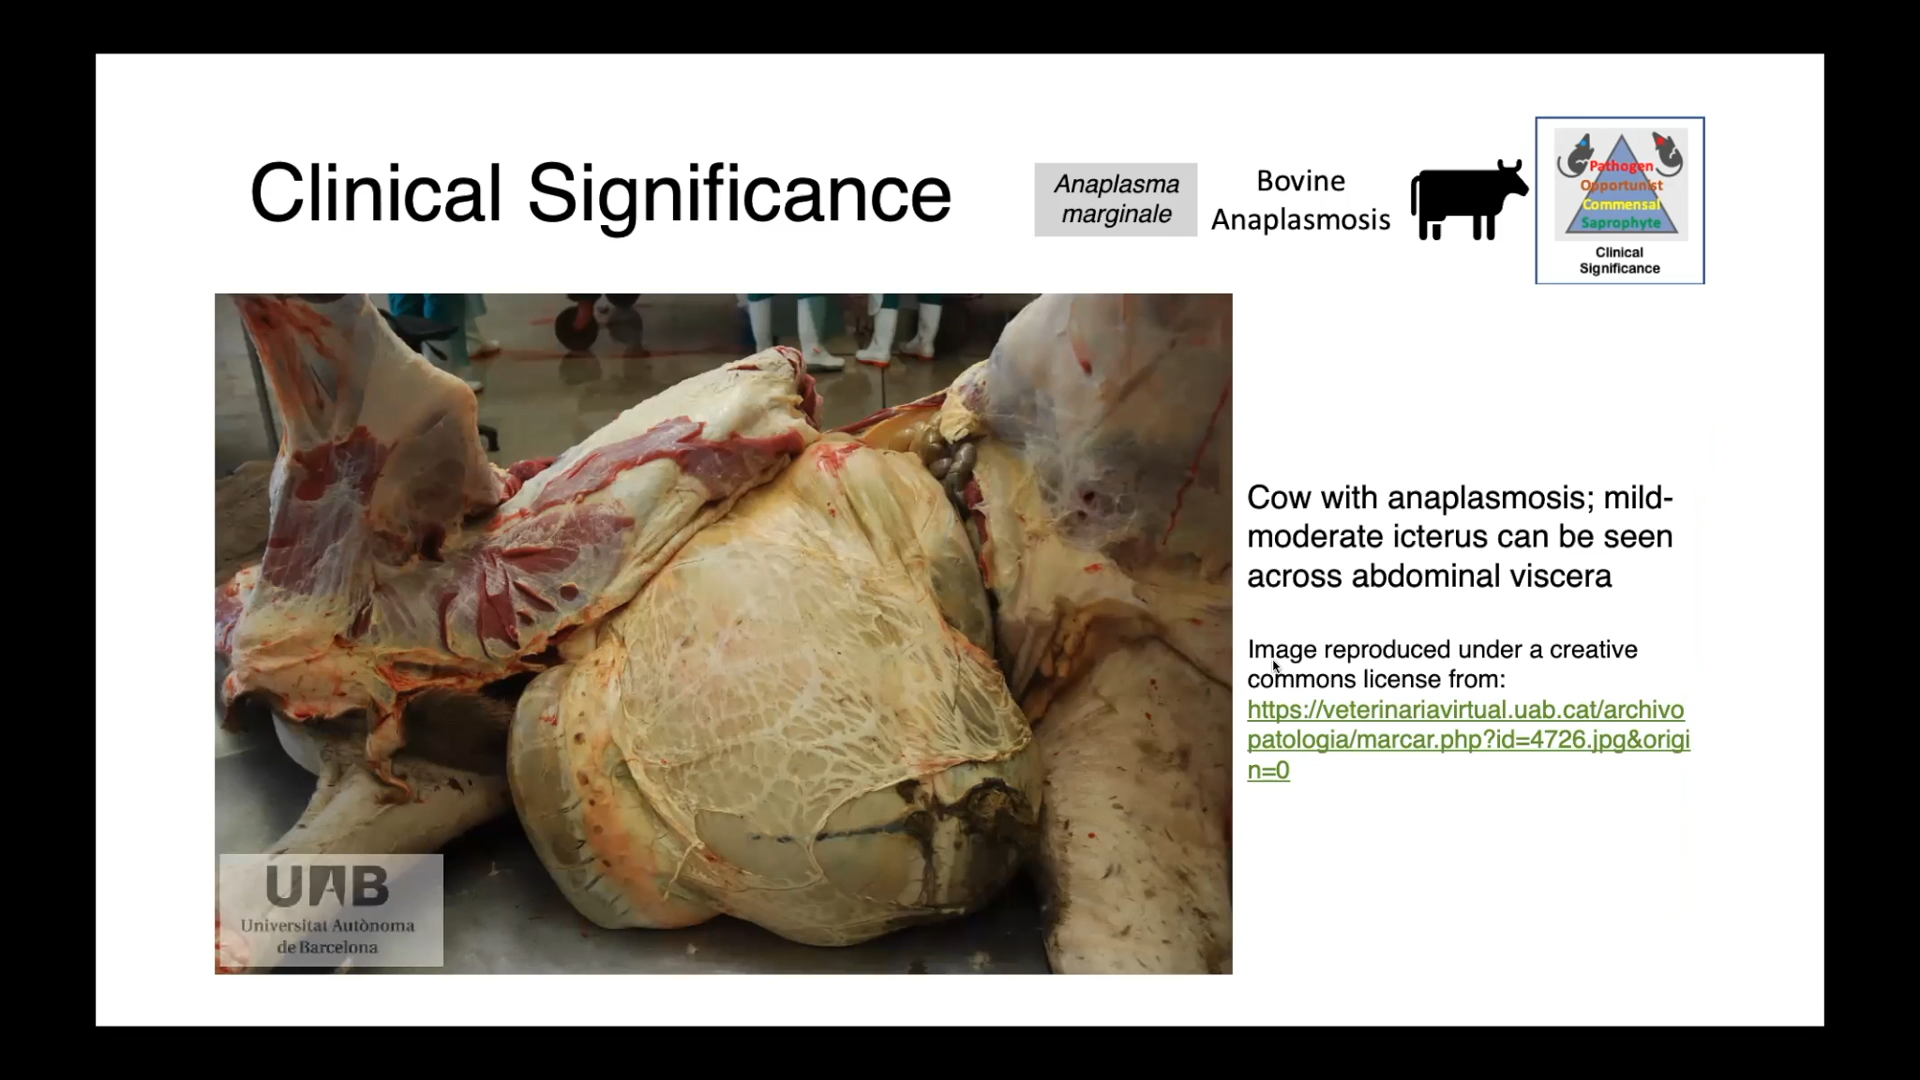 Clinical Significance
Anaplasma
marginale
Bovine
Anaplasmosis
Pathogen
Opportunist
Commensal
Saprophyte
Clinical
Significance
Cow with anaplasmosis; mild-
moderate icterus can be seen
across abdominal viscera
Image reproduced under a creative
commons license from:
https://veterinariavirtual.uab.cat/archivo
patologia/marcar.php?id=4726.jpg&origi
n=0
UAB
Universitat Autònoma
de Barcelona